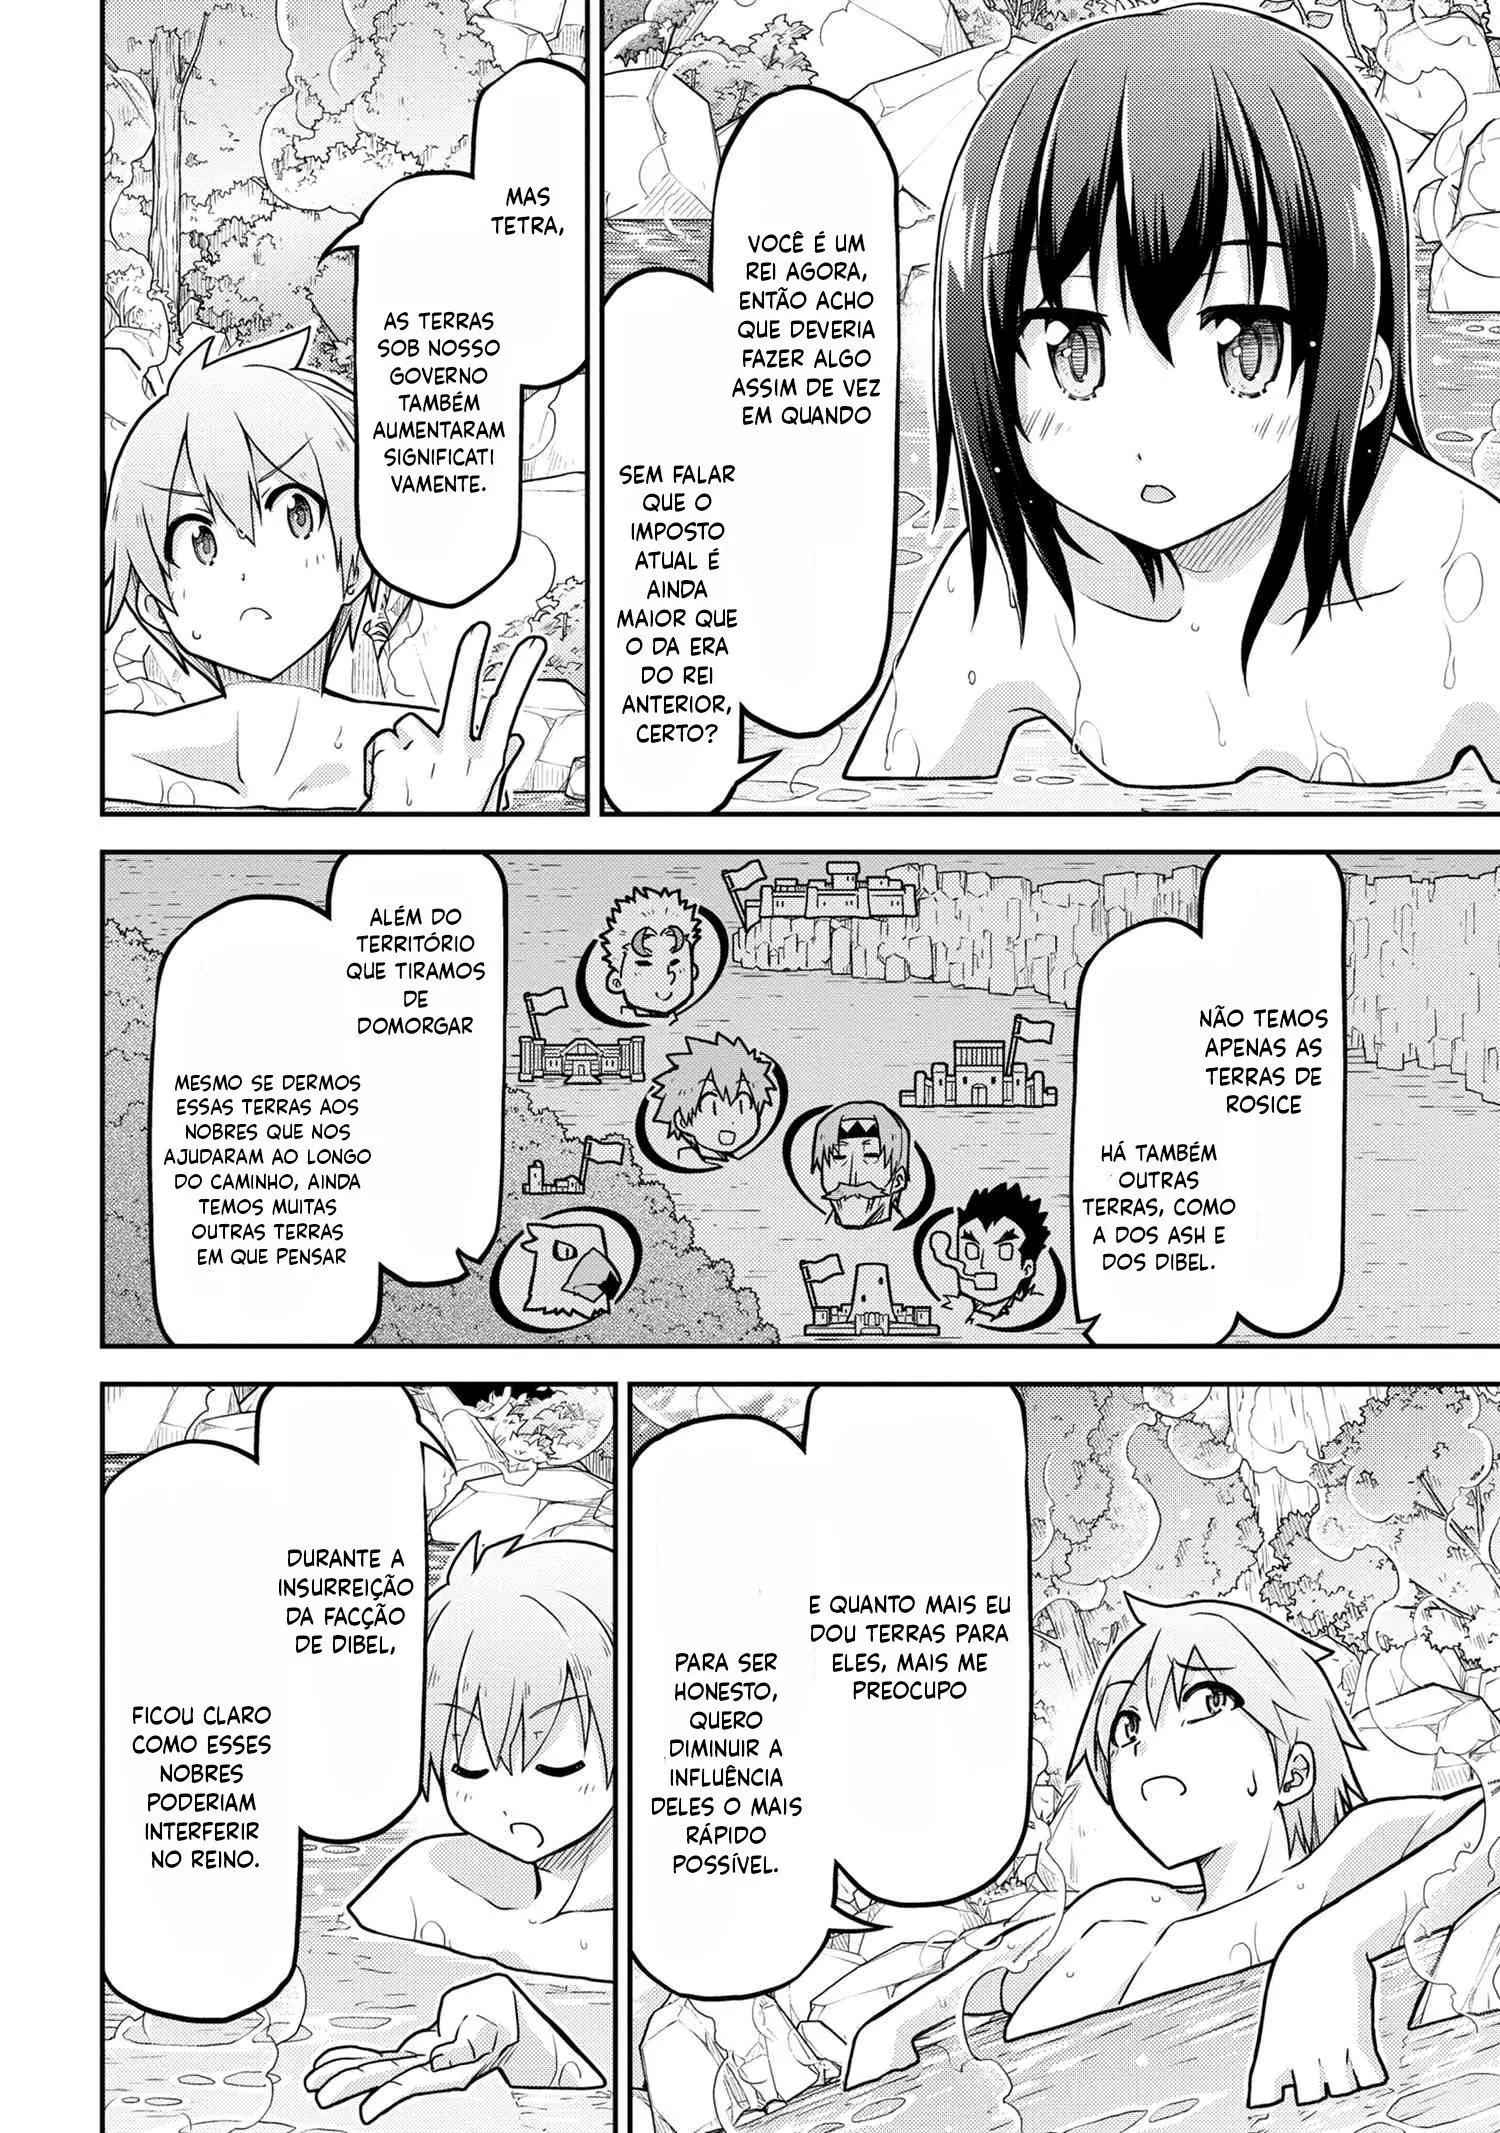 VOCÊ É UM
REI AGORA,
ENTÃO ACHO
QUE DEVERIA
FAZER ALGO
ASSIM DE VEZ
EM QUANDO
SEM FALAR
QUE O
IMPOSTO
ATUAL É
AINDA
MAIOR QUE
O DA ERA
DO REI
ANTERIOR,
CERTO?
MAS
TETRA,
AS TERRAS
SOB NOSSO
GOVERNO
TAMBÉM
AUMENTARAM
SIGNIFICATI
VAMENTE.
NÃO TEMOS
APENAS AS
TERRAS DE
ROSICE
HÁ TAMBÉM
OUTRAS
TERRAS, COMO
A DOS ASH E
DOS DIBEL.
ALÉM DO
TERRITÓRIO
QUE TIRAMOS
DE
DOMORGAR
MESMO SE DERMOS
ESSAS TERRAS AOS
NOBRES QUE NOS
AJUDARAM AO LONGO
DO CAMINHO, AINDA
TEMOS MUITAS
OUTRAS TERRAS
EM QUE PENSAR
E QUANTO MAIS EU
DOU TERRAS PARA
ELES, MAIS ME
PREOCUPO
PARA SER
HONESTO,
QUERO
DIMINUIR A
INFLUÊNCIA
DELES O MAIS
RÁPIDO
POSSÍVEL.
DURANTE A
INSURREIÇÃO
DA FACÇÃO
DE DIBEL,
FICOU CLARO
COMO ESSES
NOBRES
PODERIAM
INTERFERIR
NO REINO.